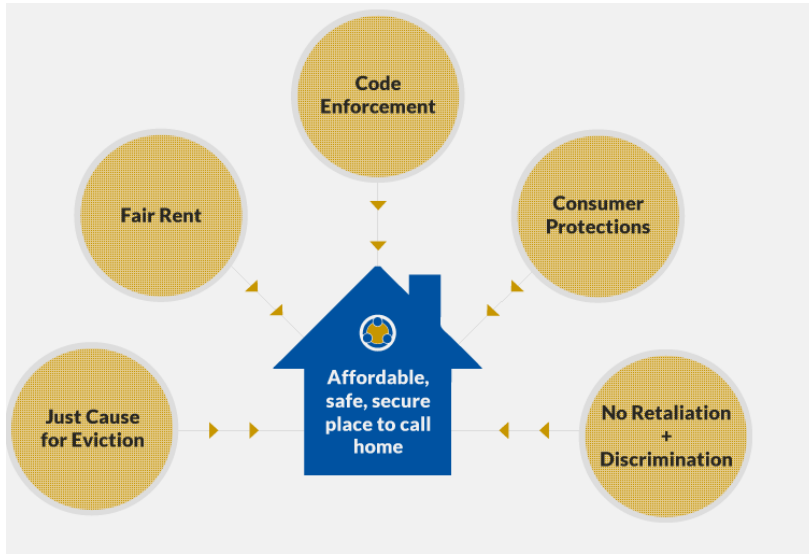 Code
Enforcement
Fair Rent
Consumer
Protections
Just Cause
for Eviction
Affordable,
safe, secure
place to call
home
No Retaliation
+
Discrimination